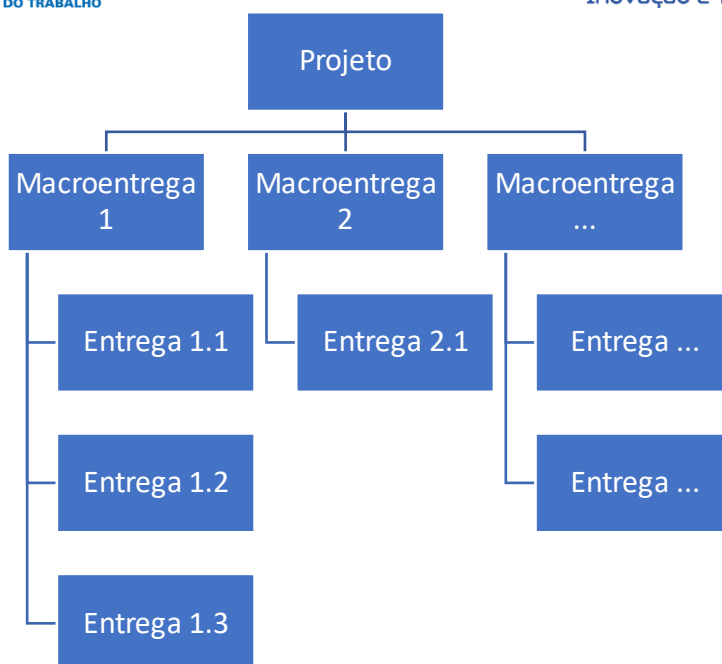 DO TRABALHO
Projeto
Macroentrega
1
Macroentrega
2
Macroentrega
...
Entrega 1.1
Entrega 2.1
Entrega ...
Entrega 1.2
Entrega ...
Entrega 1.3